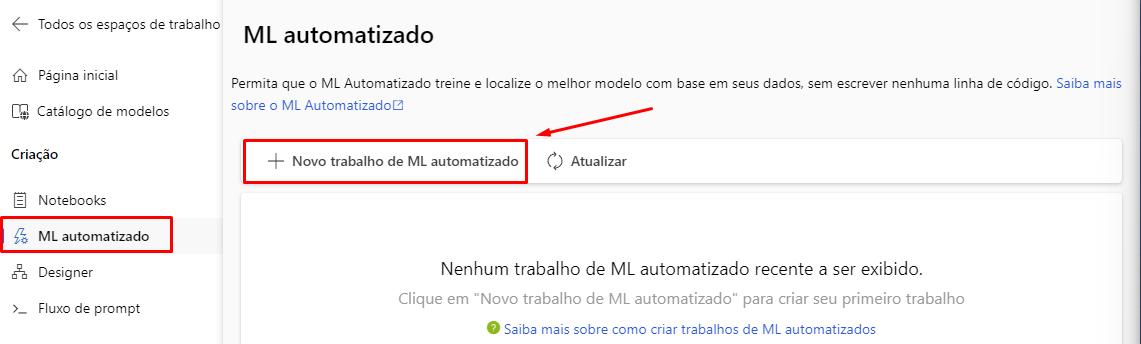 Todos os espaços de trabalho
Página inicial
Catálogo de modelos
Criação
Notebooks
ML automatizado
Designer
Fluxo de prompt
ML automatizado
Permita que o ML Automatizado treine e localize o melhor modelo com base em seus dados, sem escrever nenhuma linha de código. Saiba mais
sobre o ML Automatizado
Novo trabalho de ML automatizado Atualizar
Nenhum trabalho de ML automatizado recente a ser exibido.
Clique em "Novo trabalho de ML automatizado" para criar seu primeiro trabalho
Saiba mais sobre como criar trabalhos de ML automatizados